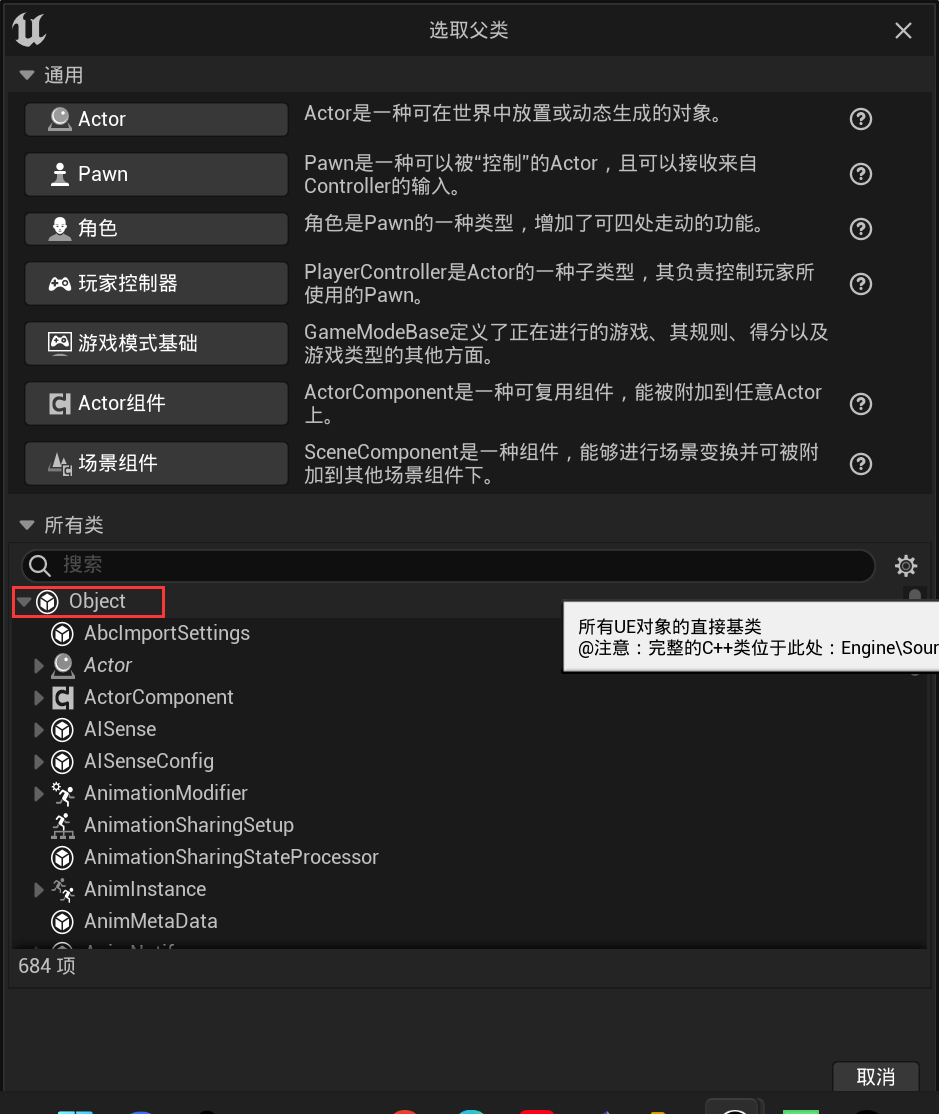 选取父类
通用
Actor
Actor是一种可在世界中放置或动态生成的对象。
Pawn
Pawn是一种可以被“控制”的Actor，且可以接收来自
Controller的输入。
角色
角色是Pawn的一种类型，增加了可四处走动的功能。
玩家控制器
PlayerController是Actor的一种子类型，其负责控制玩家所
使用的Pawn。
游戏模式基础
GameModeBase定义了正在进行的游戏、其规则、得分以及
游戏类型的其他方面。
Actor组件
ActorComponent是一种可复用组件，能被附加到任意Actor
上。
场景组件
SceneComponent是一种组件，能够进行场景变换并可被附
加到其他场景组件下。
所有类
搜索
Object
所有UE对象的直接基类
@注意：完整的C++类位于此处：Engine\Sour
AbcImportSettings
Actor
ActorComponent
AISense
AISenseConfig
AnimationModifier
AnimationSharingSetup
AnimationSharingStateProcessor
AnimInstance
AnimMetaData
684 项
取消